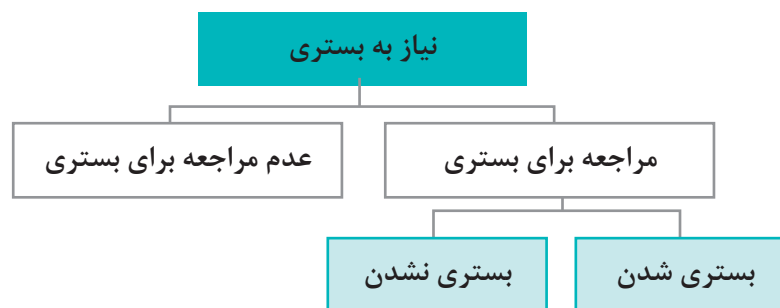 نیاز به بستری
مراجعه برای بستری
عدم مراجعه برای بستری
بستری شدن
بستری نشدن